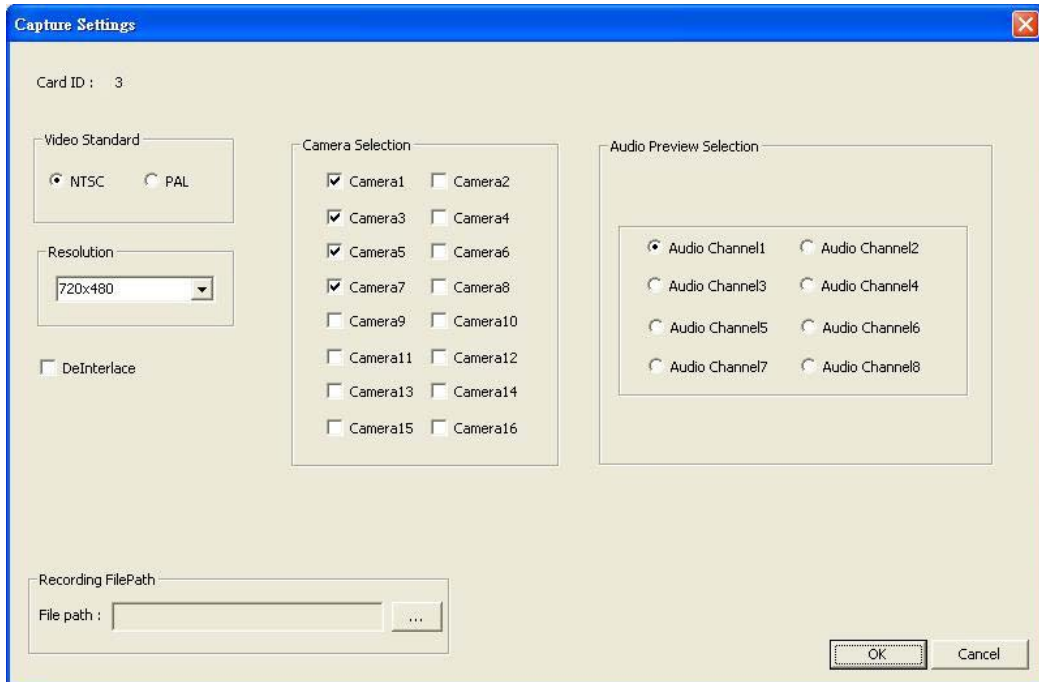 Capture Settings
Card ID : 3
Video Standard
NTSC PAL
Resolution
720x480
DeInterlace
Camera Selection
Camera1 Camera2
Camera3 Camera4
Camera5 Camera6
Camera7 Camera8
Camera9 Camera10
Camera11 Camera12
Camera13 Camera14
Camera15 Camera16
Audio Preview Selection
Audio Channel1 Audio Channel2
Audio Channel3 Audio Channel4
Audio Channel5 Audio Channel6
Audio Channel7 Audio Channel8
Recording FilePath
File path : ...
OK Cancel